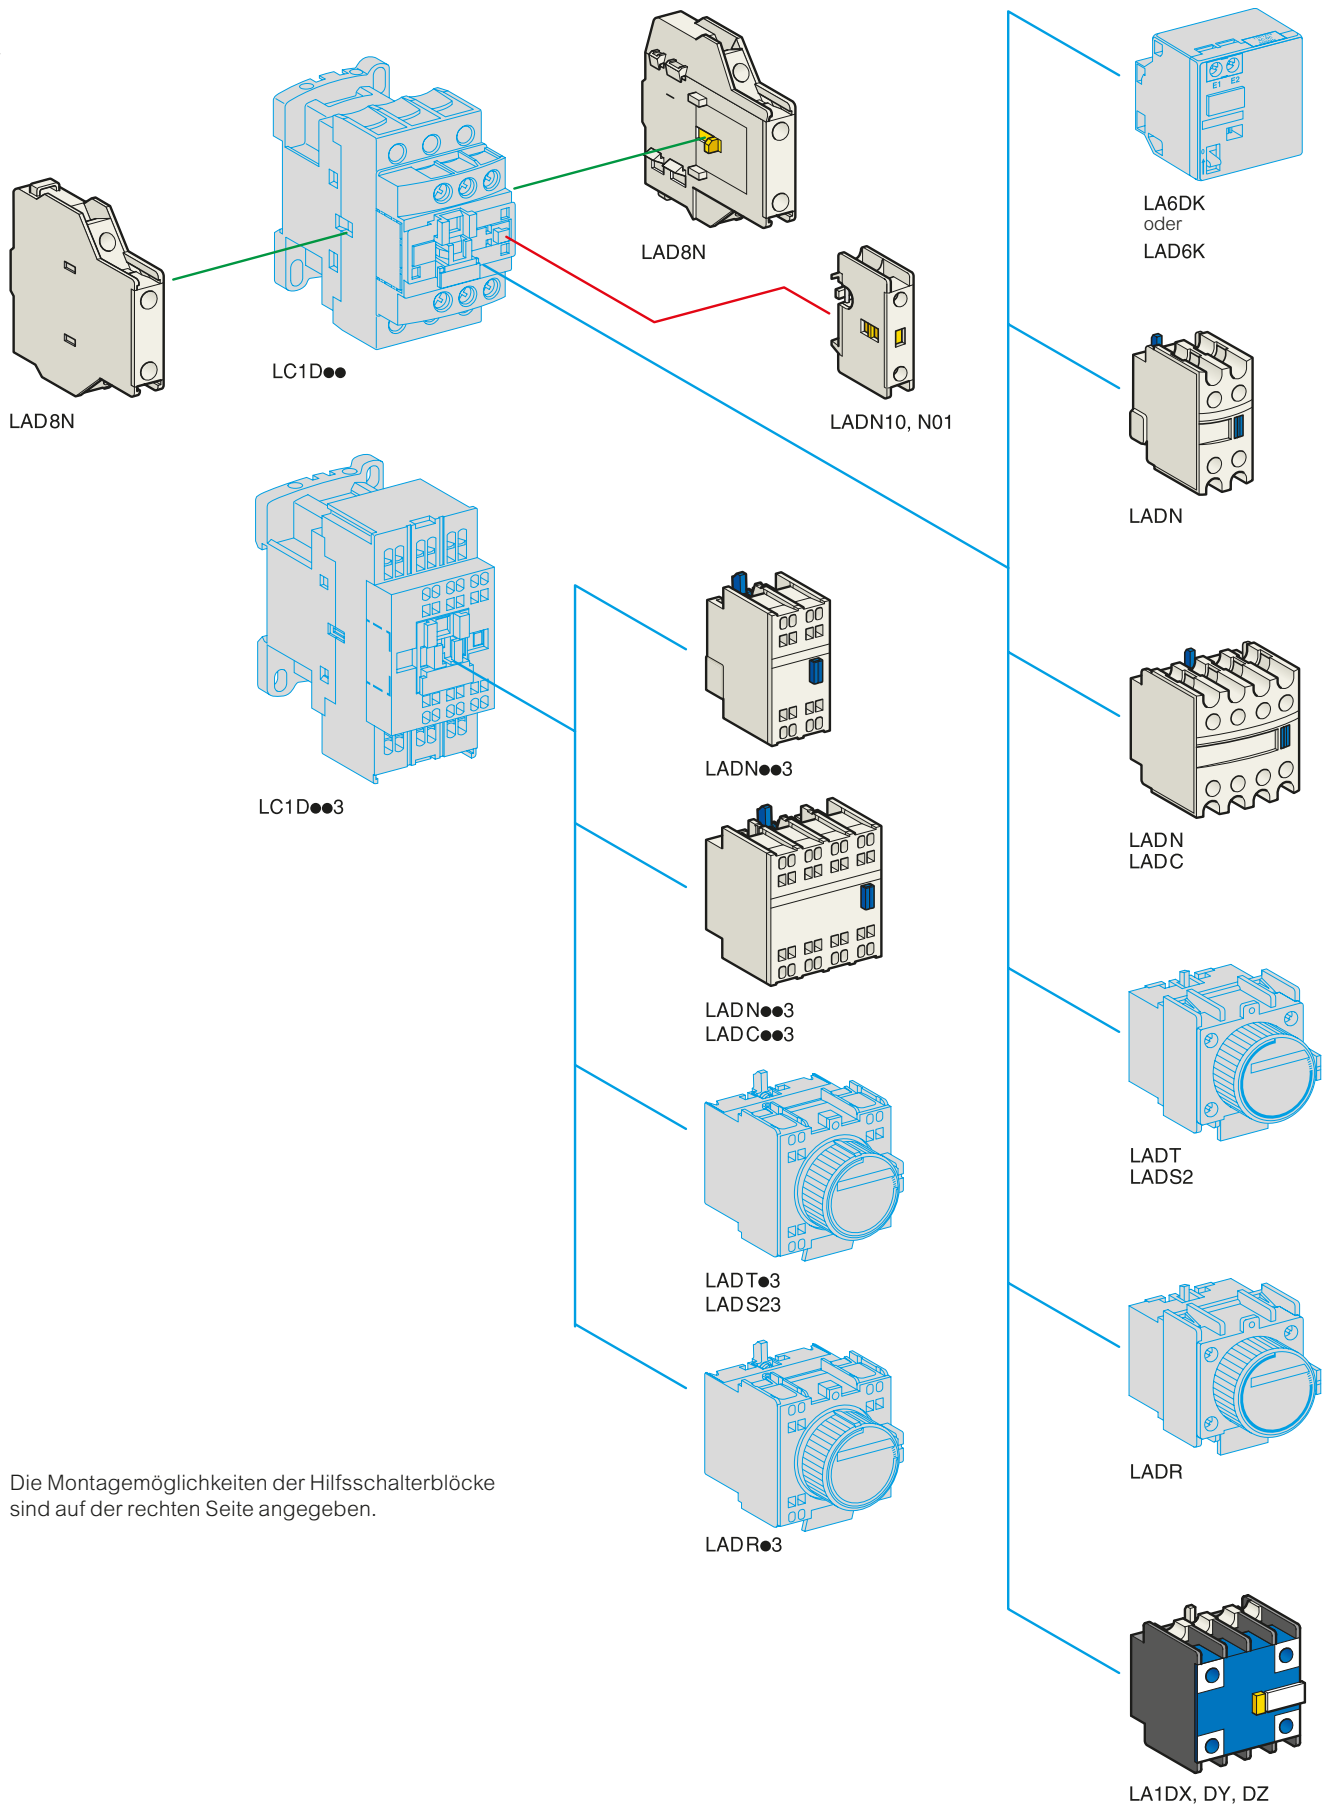 E1 E2
LA6DK
oder
LAD6K
LAD8N
LC1D●●
LAD8N
LADN10, N01
LADN
LC1D●●3
LADN●●3
LADN
LADC
LADN●●3
LADC●●3
LADT
LADS2
LADT●3
LADS23
LADR
Die Montagemöglichkeiten der Hilfsschalterblöcke
sind auf der rechten Seite angegeben.
LADR●3
LA1DX, DY, DZ